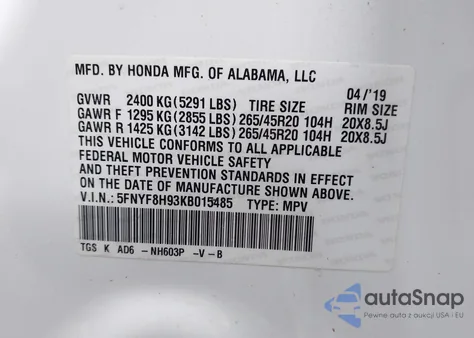 MFD. BY HONDA MFG. OF ALABAMA, LLC
04/'19
GVWR 2400 KG(5291 LBS) TIRE SIZE RIM SIZE
GAWR F 1295 KG(2855 LBS) 265/45R20 104H 20X8.5J
GAWR R 1425 KG(3142 LBS) 265/45R20 104H 20X8.5J
THIS VEHICLE CONFORMS TO ALL APPLICABLE
FEDERAL MOTOR VEHICLE SAFETY
AND THEFT PREVENTION STANDARDS IN EFFECT
ON THE DATE OF MANUFACTURE SHOWN ABOVE.
V.I.N.: 5FNYF8H93KB015485 TYPE: MPV
TGS K AD6 -NH603P -V-B
autoSnap
Pewne auta z aukcji USA i EU